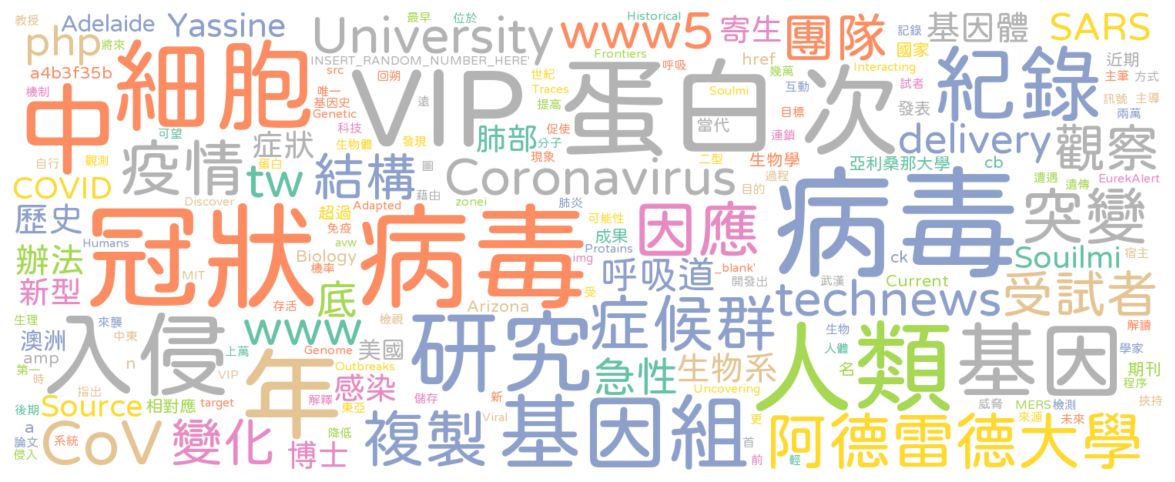 教授
Adelaide
Yassine
最早
位於
Historical
記錄
基因體
SARS
php
將來
University
www5
寄生
團隊
國家
近期
INSERT_RANDOM_NUMBER_HERE'
Frontiers
href
Interacting
a4b3f35b
src
回朔
世紀
呼吸
幾萬
試者
主筆
方式
機制
細胞
唯一
遠
Traces
互動
Soulmi
發表
紀錄
訊號
主導
中
基因史
提高
VIP
蛋白次
目標
當代
兩萬
Genetic
科技
發現
促使
連鎖
可望
症狀
生物體
肺部
分子
delivery
觀察
自行
觀測
疫情
蛋白
結構
圖
現象
二型
生物學
亞利桑那大學
cb
遭遇
遺傳
EurekAlert
COVID
tw
藉由
Coronavirus
過程
目的
Discover
zonei
肺炎
病毒
突變
宿主
歷史
冠狀病毒
超過
Adapted
免疫
可能性
因應
成果
Humans
avw
Protains
_blank'
Biology
img
辦法
MIT
機率
呼吸道
開發出
武漢
ck
Current
Souilmi
新型
存活
底
受
Arizona
technews
受試者
生理
來襲
www
檢視
研究
症候群
生物
解讀
澳洲
中東
入侵
上萬
Genome
美國
人類
人體
基因
學家
amp
n
年
VIP
Outbreaks
急性
生物系
名
期刊
第一
時
指出
解釋
感染
儲存
新
Uncovering
程序
後期
Source
相對應
target
東亞
威脅
MERS
檢測
挾持
a
CoV
變化
降低
複製
Viral
基因組
更
來源
未來
論文
系統
博士
首
阿德雷德大學
侵入
前
輕